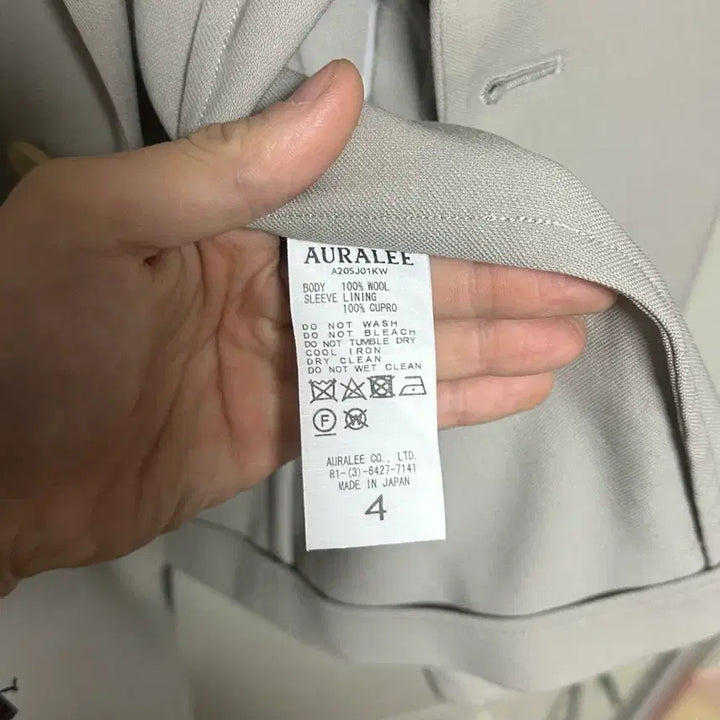 AURALEE
A20SJ01KW
BODY 100% WOOL
SLEEVE LINING
100% CUPRO
DO NOT WASH
DO NOT BLEACH
DO NOT TUMBLE DRY
COOL IRON
DRY CLEAN
DO NOT WET CLEAN
F W
AURALEE CO., LTD.
81-(3)-6427-7141
MADE IN JAPAN
4